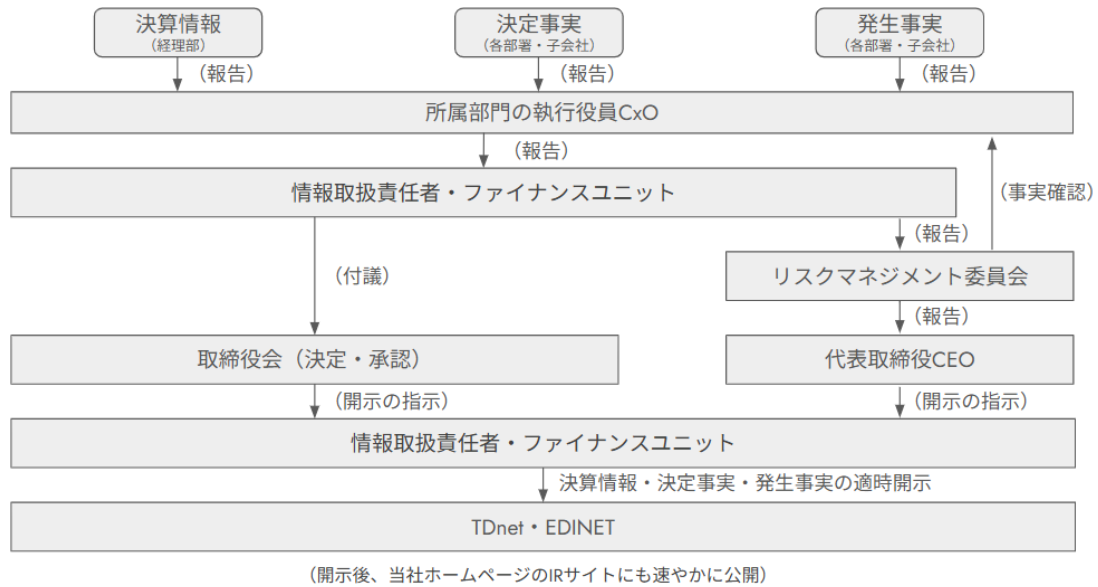 決算情報
（経理部）
決定事実
（各部署・子会社）
発生事実
（各部署・子会社）
（報告）
（報告）
（報告）
所属部門の執行役員CxO
（報告）
情報取扱責任者・ファイナンスユニット
（事実確認）
（報告）
（付議）
リスクマネジメント委員会
（報告）
取締役会（決定・承認）
代表取締役CEO
（開示の指示）
（開示の指示）
情報取扱責任者・ファイナンスユニット
決算情報・決定事実・発生事実の適時開示
TDnet・EDINET
（開示後、当社ホームページのIRサイトにも速やかに公開）